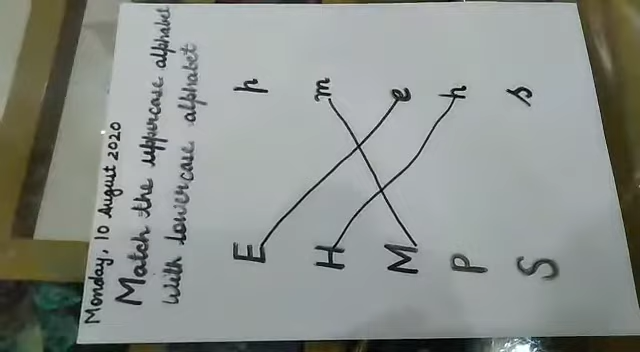 Monday, 10 August 2020
Match the uppercase alphabet
with lowercase alphabet
E p
H m
M e
P h
S s